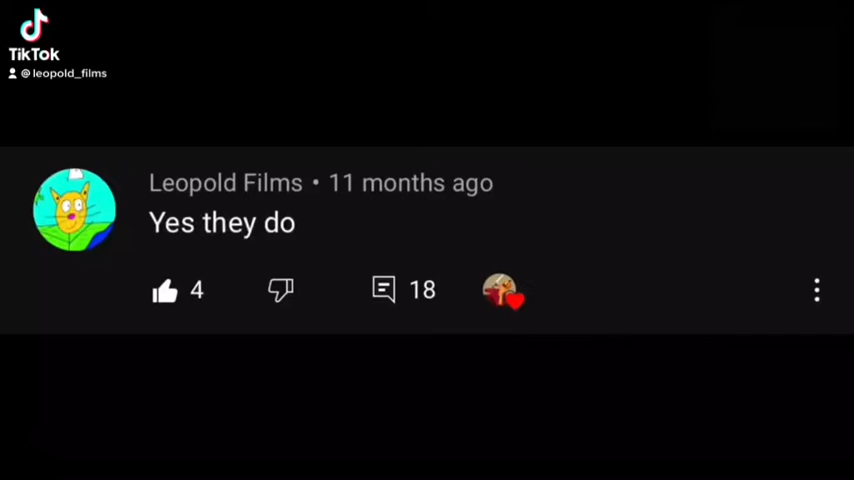 TikTok
@leopold_films
Leopold Films • 11 months ago
Yes they do
4
18